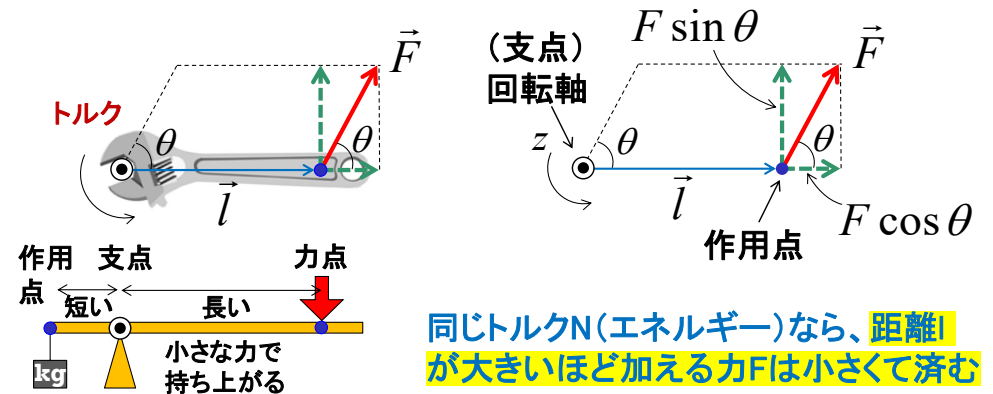 トルク
θ
F
θ
l
(支点)
回転軸
z
F sin θ
F
θ
θ
l
F cos θ
作用点
作用
点
支点
力点
短い
長い
kg
小さな力で
持ち上がる
同じトルクN(エネルギー)なら、距離l
が大きいほど加える力Fは小さくて済む